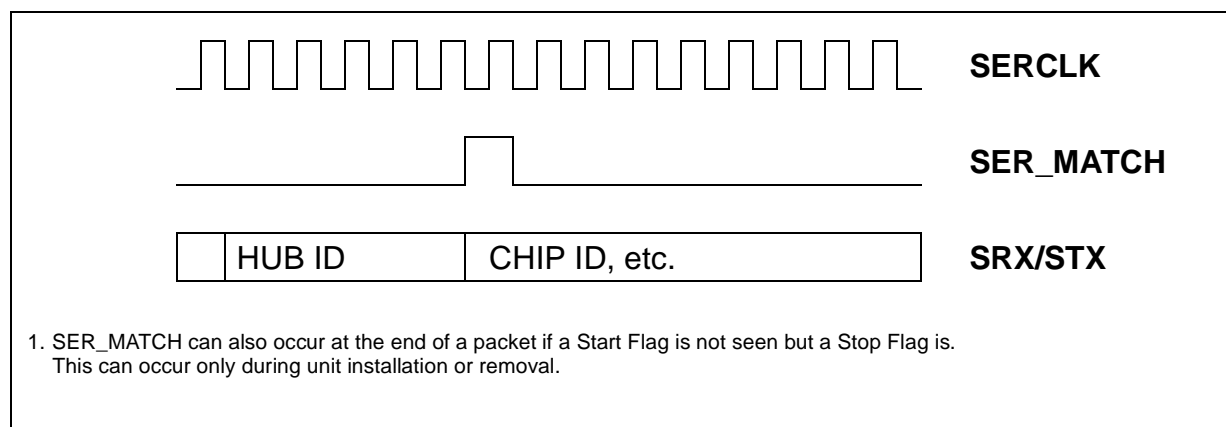 SERCLK
SER_MATCH
HUB ID CHIP ID, etc. SRX/STX
1. SER_MATCH can also occur at the end of a packet if a Start Flag is not seen but a Stop Flag is.
This can occur only during unit installation or removal.